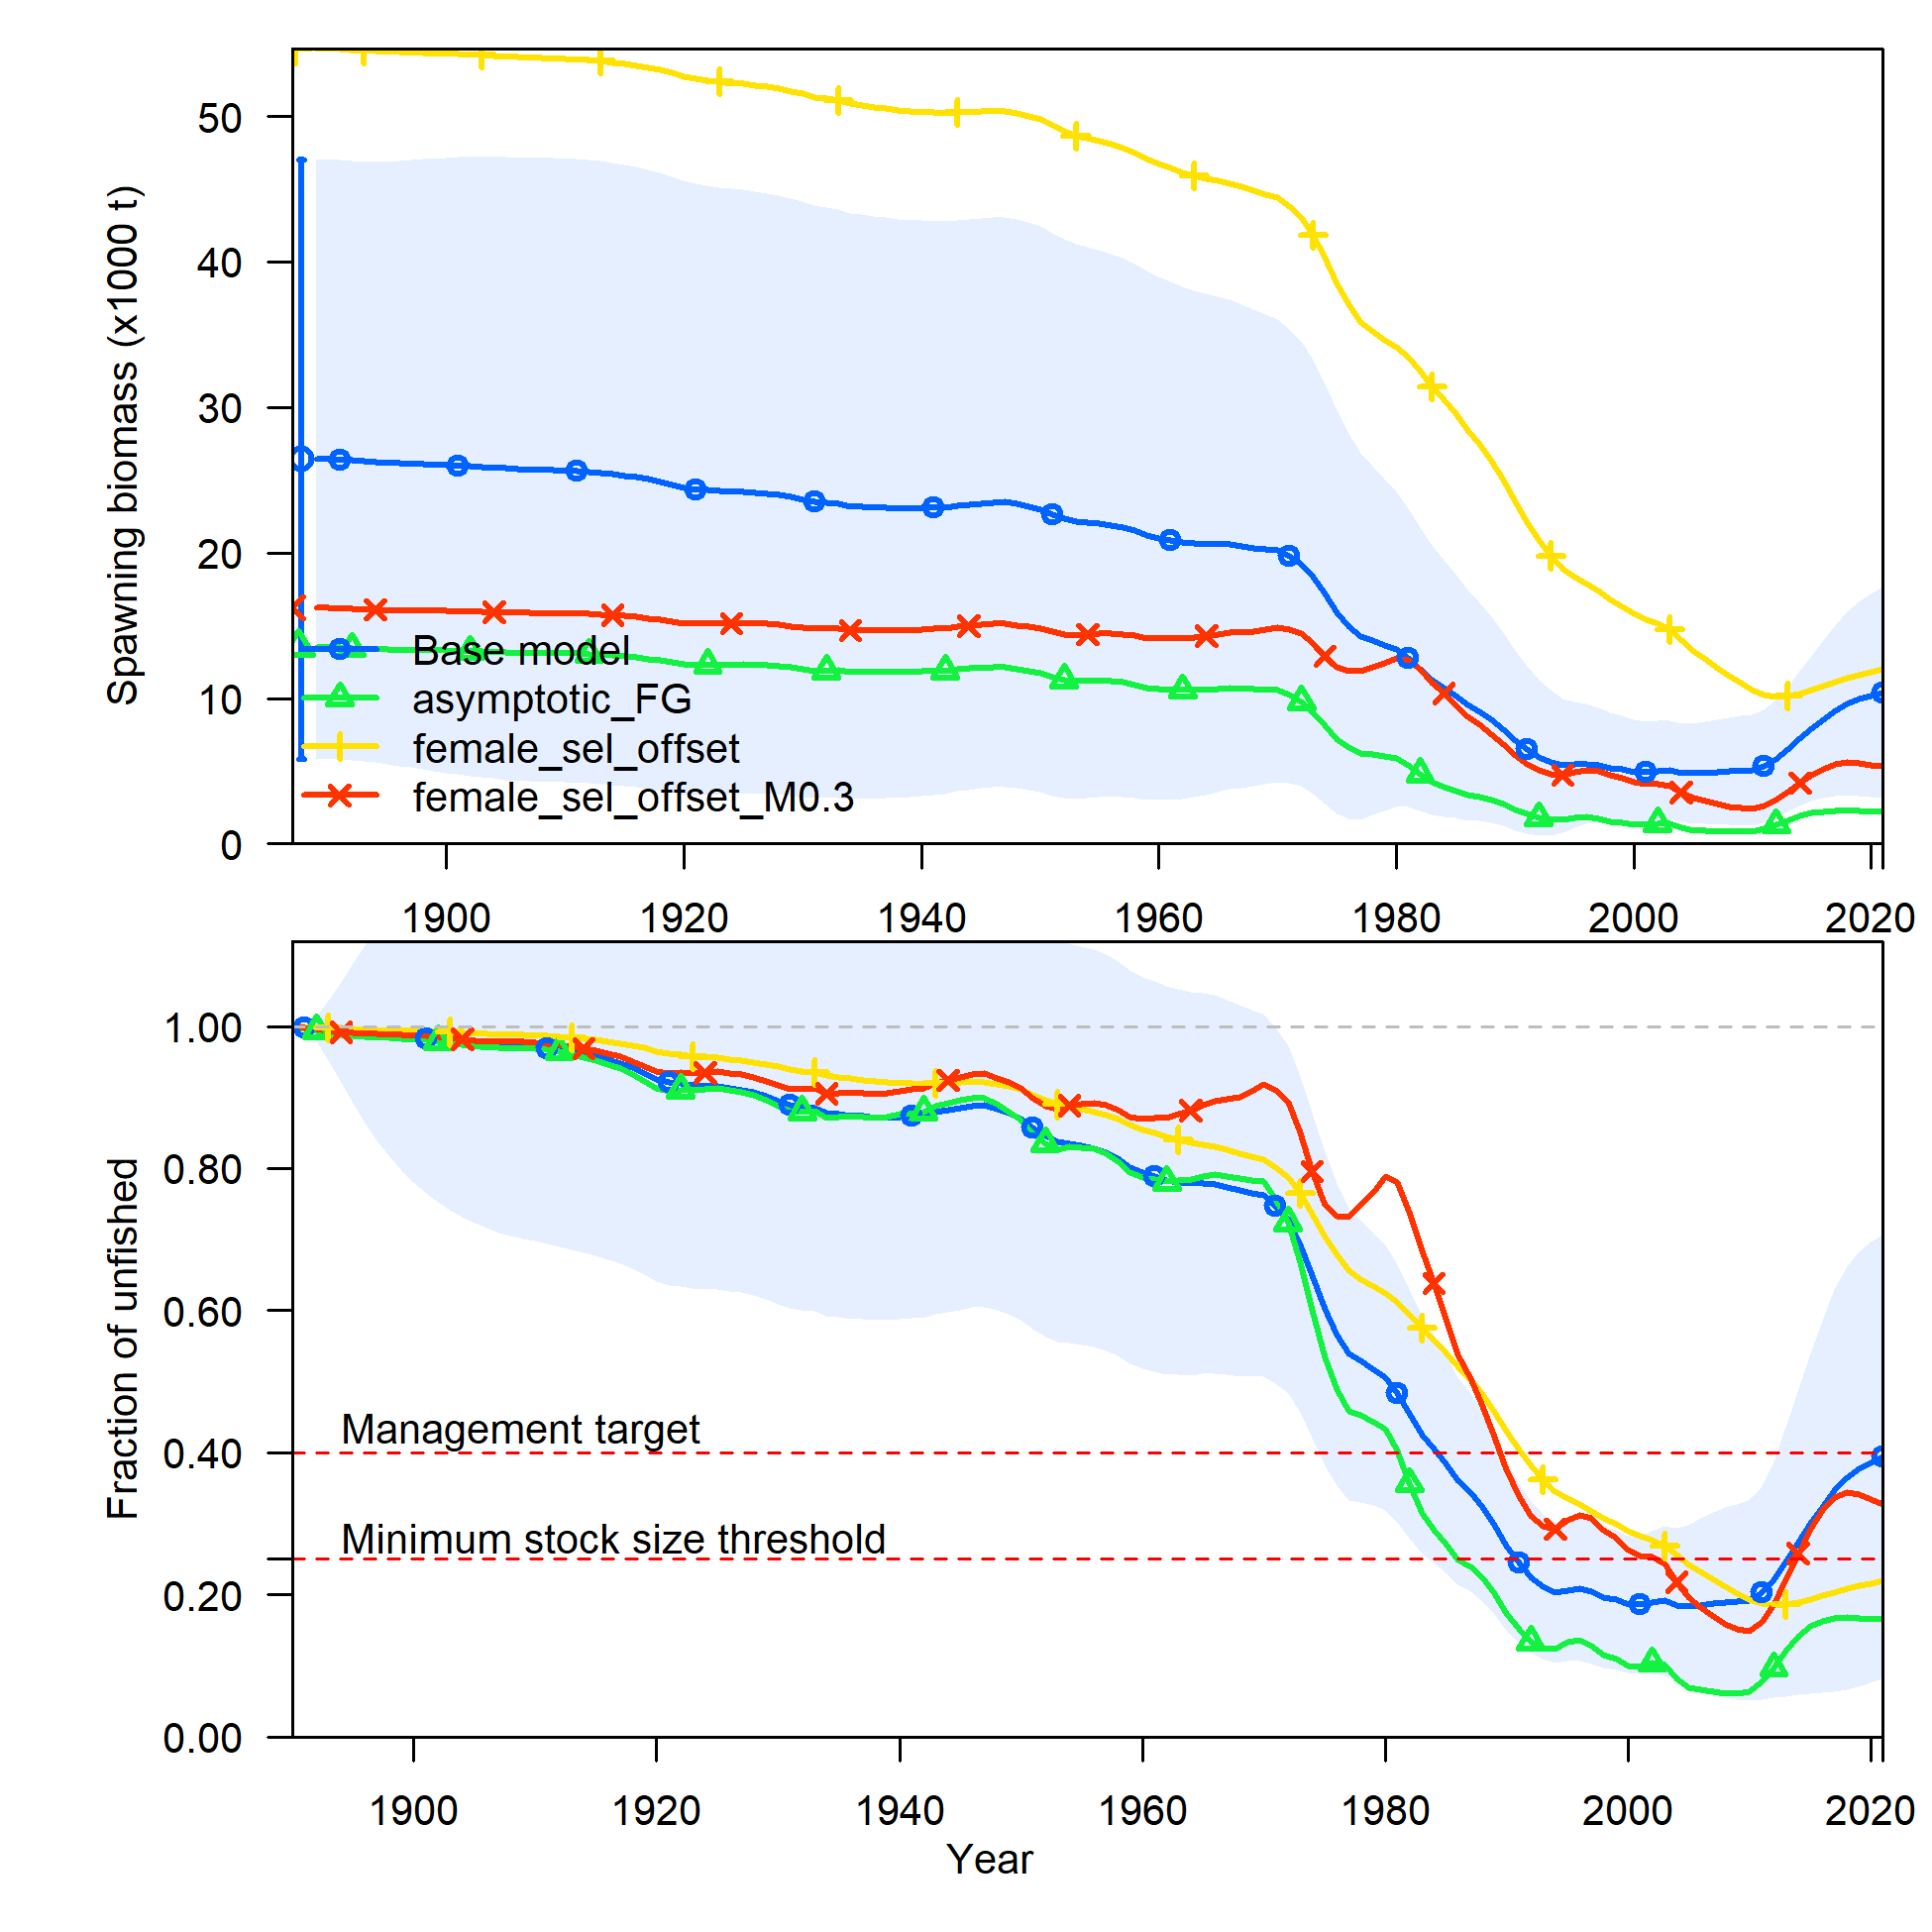 Spawning biomass (x1000 t)
50
40
30
20
10
0
Base model
asymptotic_FG
female_sel_offset
female_sel_offset_M0.3
1900 1920 1940 1960 1980 2000 2020
Fraction of unfished
1.00
0.80
0.60
0.40
0.20
0.00
Management target
Minimum stock size threshold
1900 1920 1940 1960 1980 2000 2020
Year